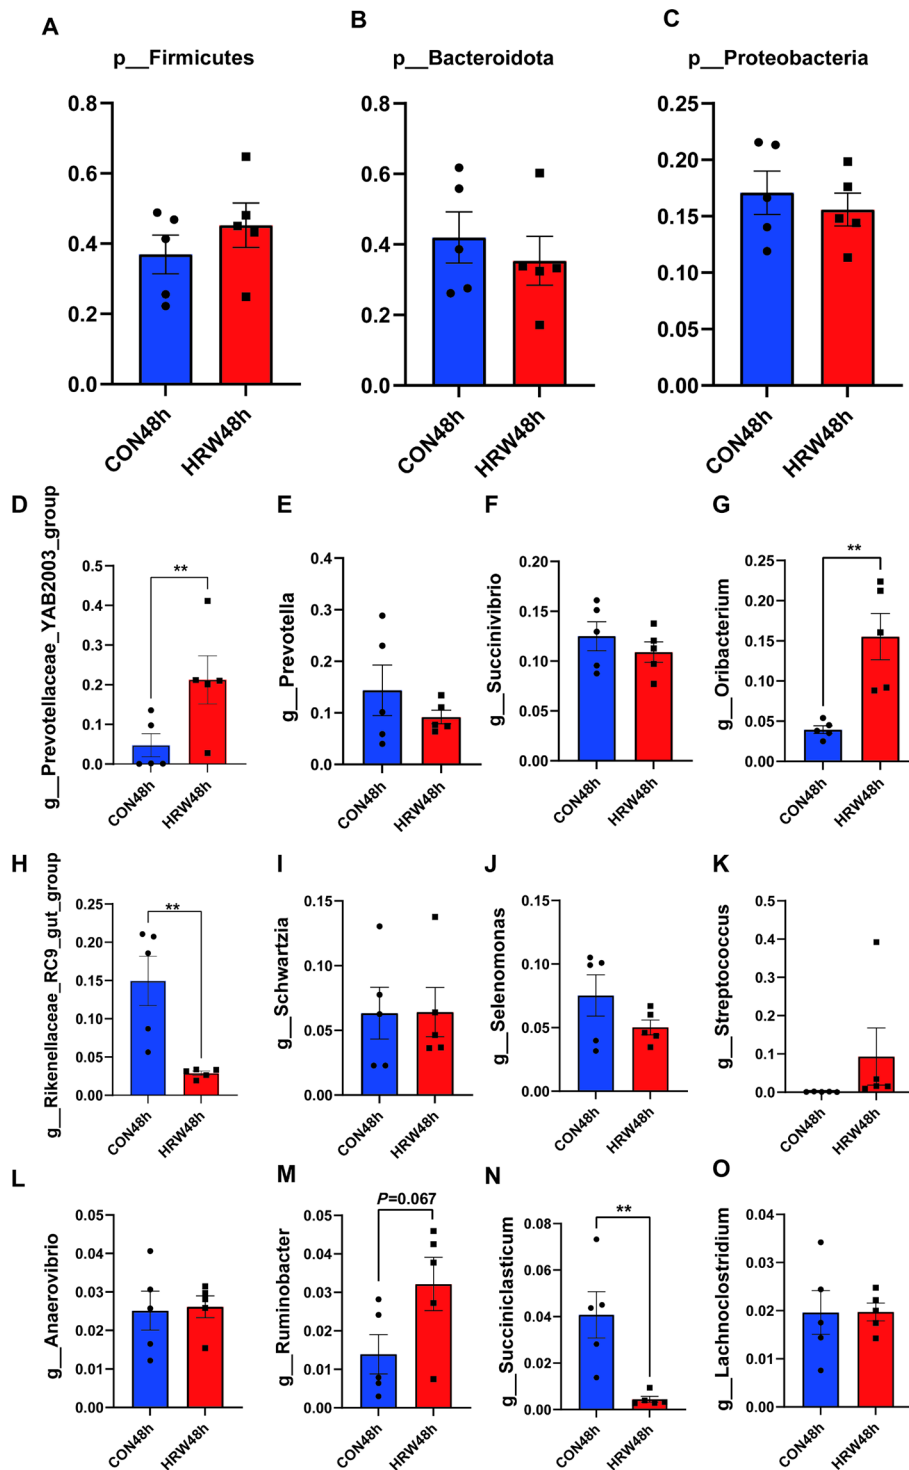 A
p__Firmicutes
0.8
0.6
0.4
0.2
0.0
CON48h
HRW48h
B
p__Bacteroidota
0.8
0.6
0.4
0.2
0.0
CON48h
HRW48h
C
p__Proteobacteria
0.25
0.20
0.15
0.10
0.05
0.00
CON48h
HRW48h
D
g__Prevotellaceae_YAB2003_group
0.5
0.4
0.3
0.2
0.1
0.0
**
CON48h
HRW48h
E
g__Prevotella
0.4
0.3
0.2
0.1
0.0
CON48h
HRW48h
F
g__Succinivibrio
0.20
0.15
0.10
0.05
0.00
CON48h
HRW48h
G
g__Oribacterium
0.25
0.20
0.15
0.10
0.05
0.00
**
CON48h
HRW48h
H
g__Rikenellaceae_RC9_gut_group
0.20
0.15
0.10
0.05
0.00
**
CON48h
HRW48h
I
g__Schwartzia
0.15
0.10
0.05
0.00
CON48h
HRW48h
J
g__Selenomonas
0.15
0.10
0.05
0.00
CON48h
HRW48h
K
g__Streptococcus
0.5
0.4
0.3
0.2
0.1
0.0
CON48h
HRW48h
L
g__Anaerovibrio
0.05
0.04
0.03
0.02
0.01
0.00
CON48h
HRW48h
M
g__Ruminobacter
0.05
0.04
0.03
0.02
0.01
0.00
P=0.067
CON48h
HRW48h
N
g__Succiniclasticum
0.08
0.06
0.04
0.02
0.00
**
CON48h
HRW48h
O
g__Lachnoclostridium
0.04
0.03
0.02
0.01
0.00
CON48h
HRW48h